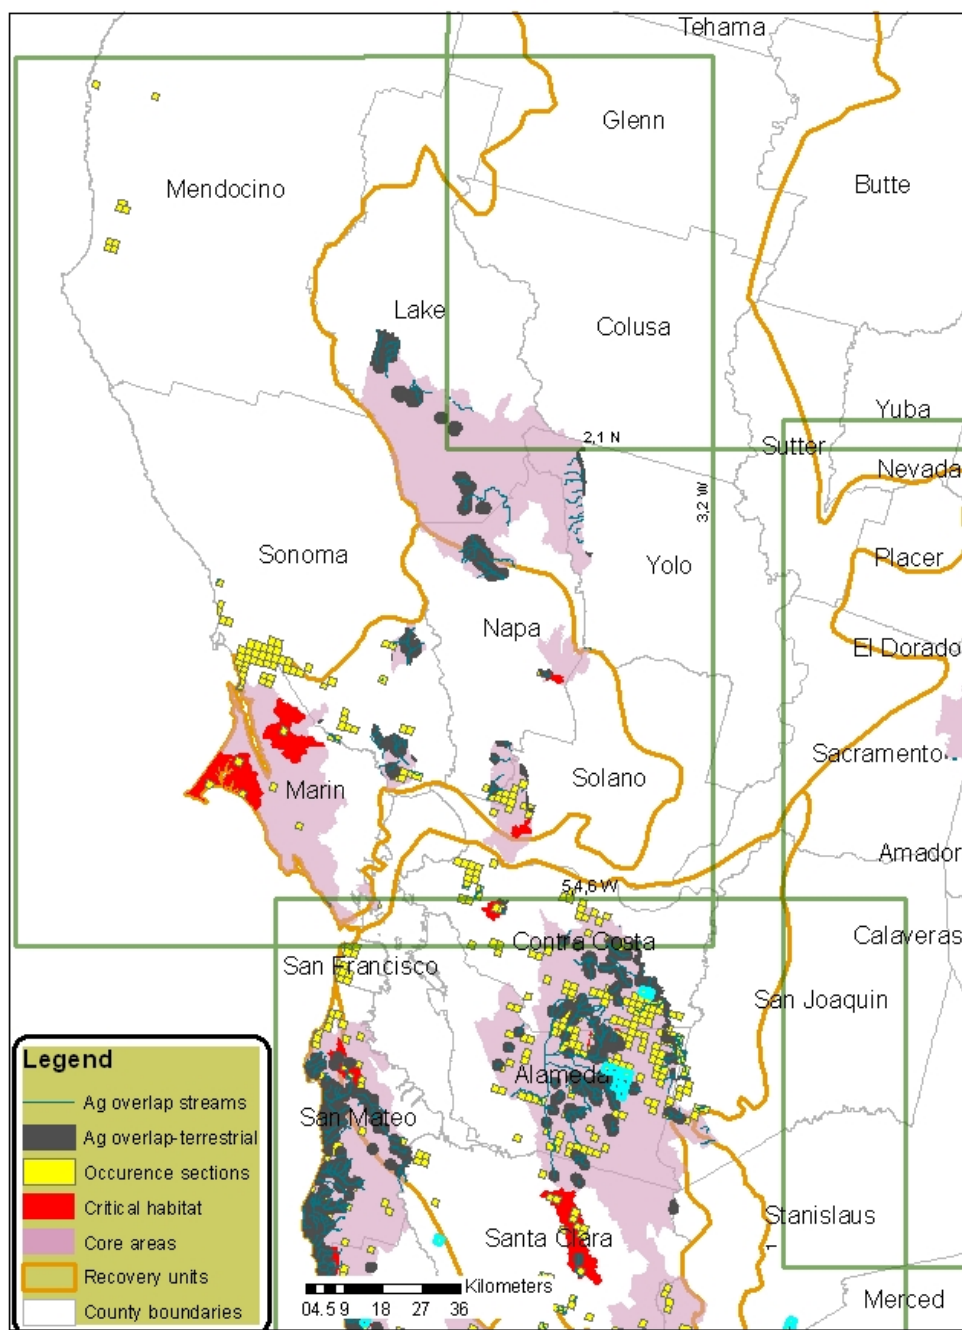 Tehama
Glenn
Mendocino
Butte
Lake
Colusa
Yuba
2,1 N
Sutter
Nevada
3,2 W
Sonoma
Yolo
Placer
Napa
El Dorado
Sacramento
Solano
Marin
Amador
5,4,6 W
Contra Costa
Calaveras
San Francisco
San Joaquin
Alameda
San Mateo
Stanislaus
Santa Clara
1
Merced
Legend
Ag overlap streams
Ag overlap-terrestrial
Occurence sections
Critical habitat
Core areas
Recovery units
County boundaries
Kilometers
04.5 9 18 27 36